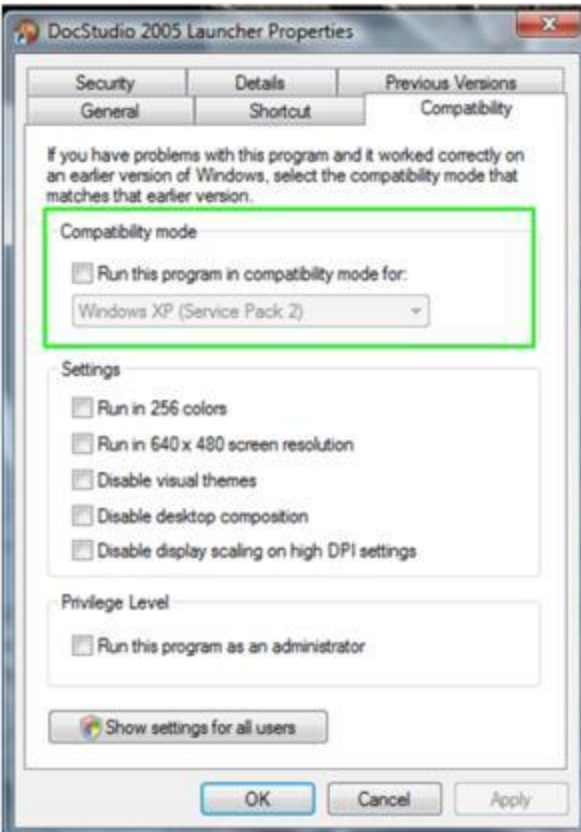 DocStudio 2005 Launcher Properties
Security Details Previous Versions
General Shortcut Compatibility
If you have problems with this program and it worked correctly on
an earlier version of Windows, select the compatibility mode that
matches that earlier version.
Compatibility mode
Run this program in compatibility mode for:
Windows XP (Service Pack 2)
Settings
Run in 256 colors
Run in 640 x 480 screen resolution
Disable visual themes
Disable desktop composition
Disable display scaling on high DPI settings
Privilege Level
Run this program as an administrator
Show settings for all users
OK Cancel Apply